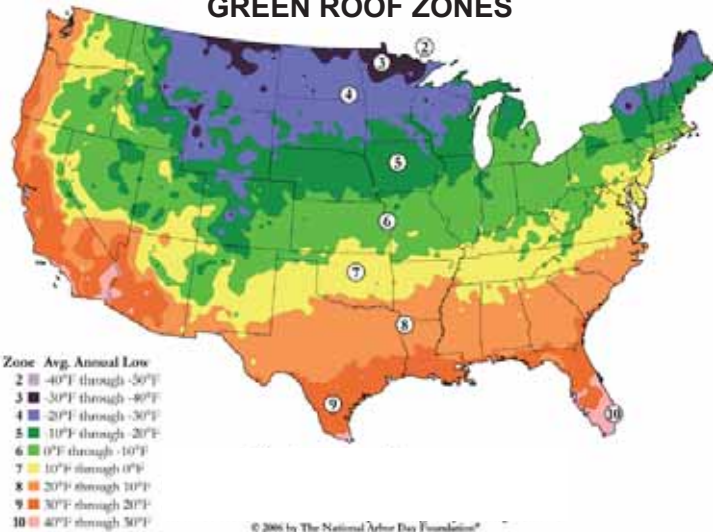 GREEN ROOF ZONES
2
3
4
5
6
7
8
9
10
Zone Avg. Annual Low
2 -40°F through -50°F
3 -30°F through -40°F
4 -20°F through -30°F
5 -10°F through -20°F
6 0°F through -10°F
7 10°F through 0°F
8 20°F through 10°F
9 30°F through 20°F
10 40°F through 30°F
© 2006 by The National Arbor Day Foundation®